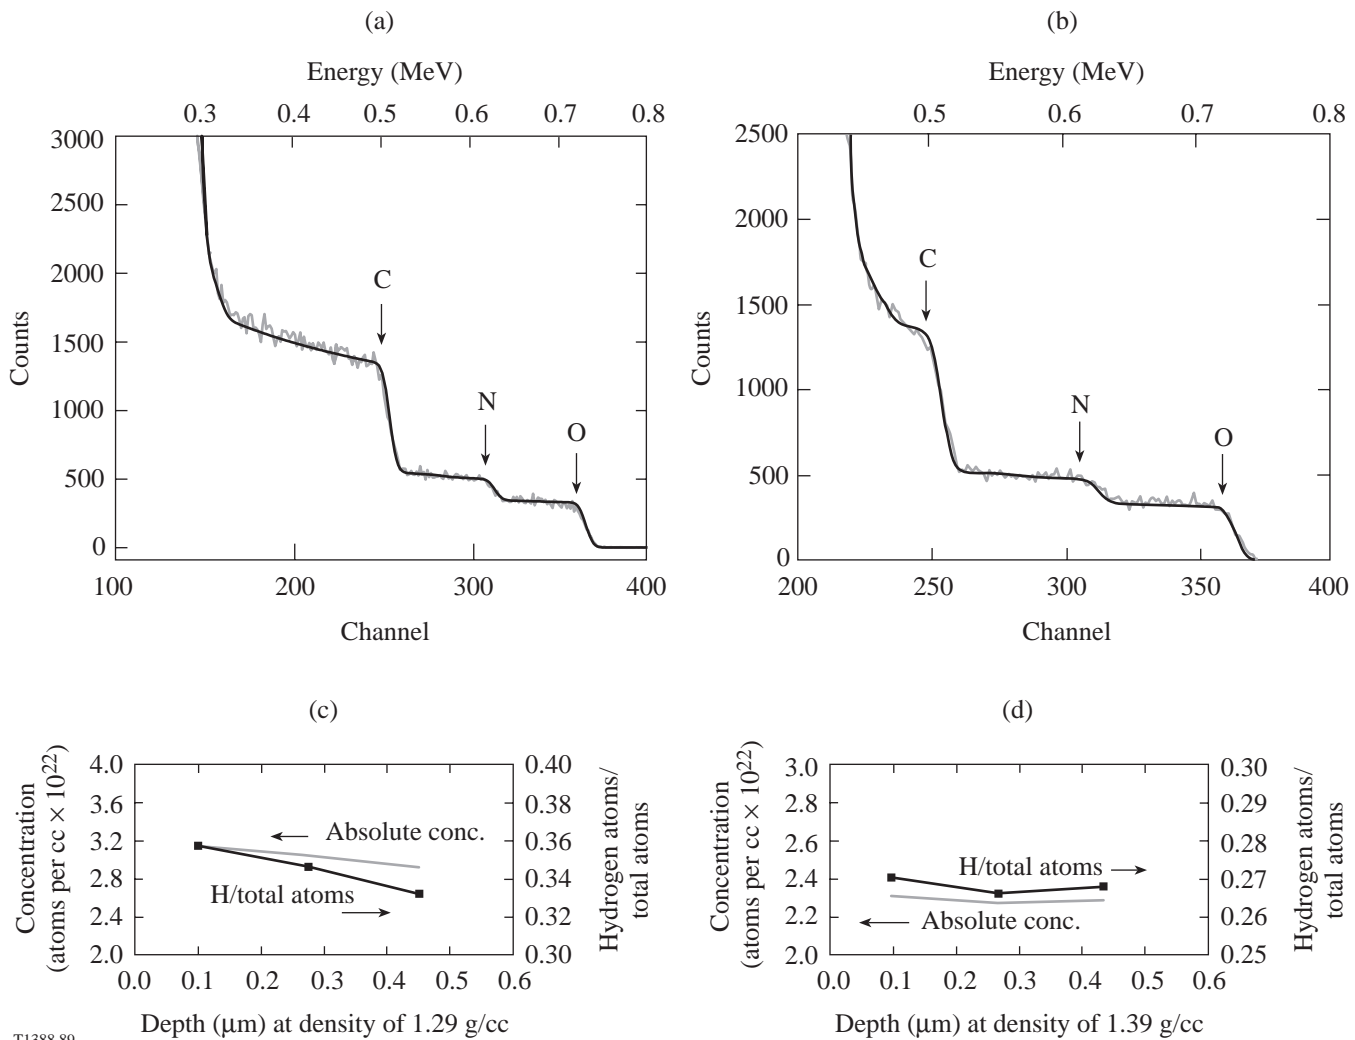 (a)
Energy (MeV)
0.3 0.4 0.5 0.6 0.7 0.8
3000
2500
2000
1500
1000
500
0
Counts
C
N
O
100 200 300 400
Channel
(b)
Energy (MeV)
0.5 0.6 0.7 0.8
2500
2000
1500
1000
500
0
Counts
C
N
O
200 250 300 350 400
Channel
(c)
Concentration
(atoms per cc × 10²²)
4.0 0.40
3.6 0.38
3.2 0.36
2.8 0.34
2.4 0.32
2.0 0.30
Absolute conc.
H/total atoms
Hydrogen atoms/
total atoms
0.0 0.1 0.2 0.3 0.4 0.5 0.6
Depth (μm) at density of 1.29 g/cc
(d)
Concentration
(atoms per cc × 10²²)
3.0 0.30
2.8 0.29
2.6 0.28
2.4 0.27
2.2 0.26
2.0 0.25
H/total atoms
Absolute conc.
Hydrogen atoms/
total atoms
0.0 0.1 0.2 0.3 0.4 0.5 0.6
Depth (μm) at density of 1.39 g/cc
T1388.89